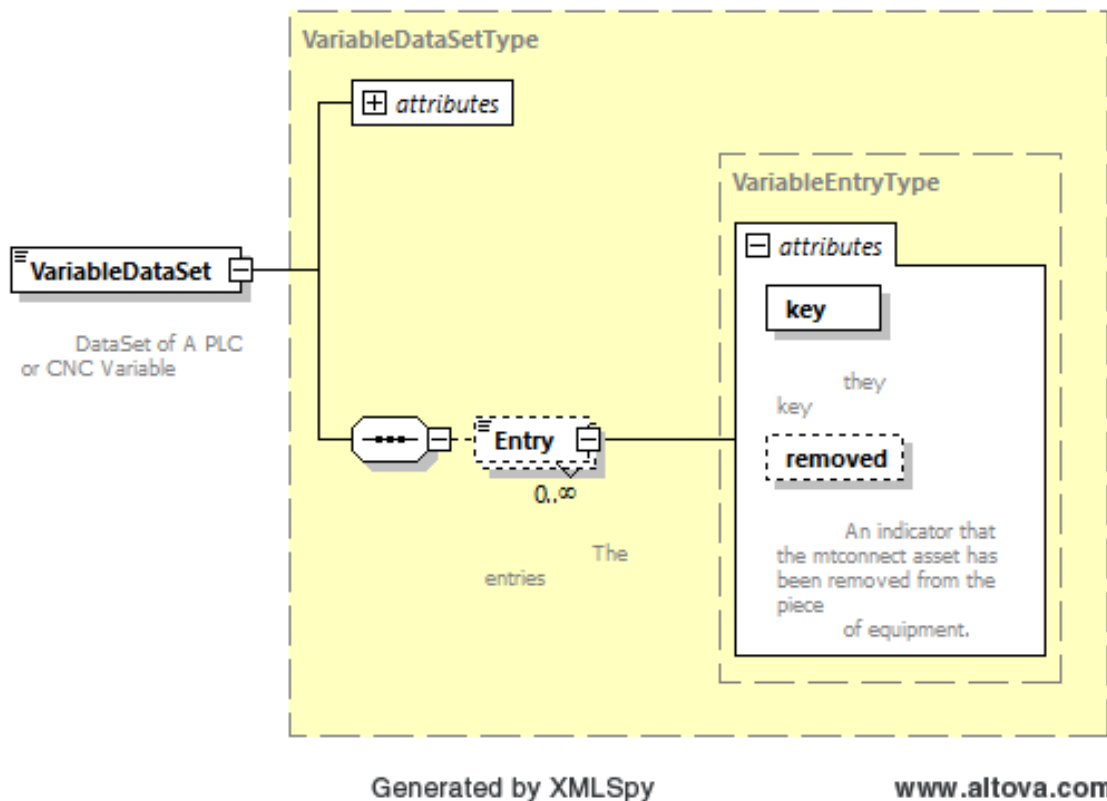 VariableDataSetType
attributes
VariableEntryType
attributes
VariableDataSet
key
DataSet of A PLC
or CNC Variable
they
key
Entry
removed
0..∞
An indicator that
the mtconnect asset has
been removed from the
piece
of equipment.
The
entries
Generated by XMLSpy
www.altova.com